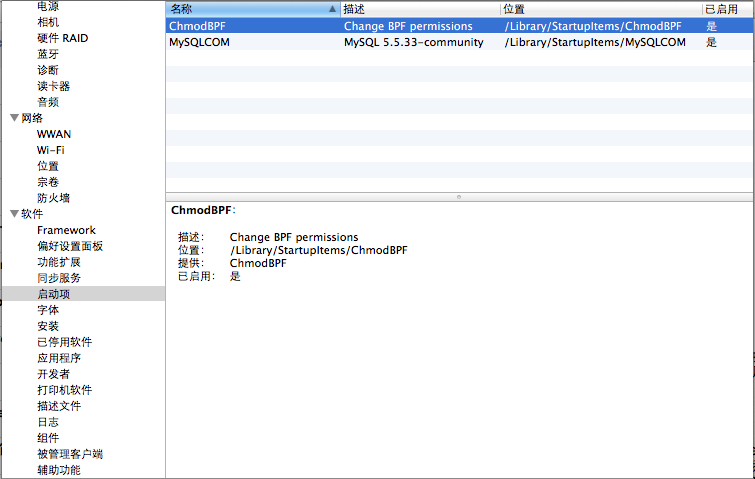 电源
相机
硬件 RAID
蓝牙
诊断
读卡器
音频
网络
WWAN
Wi-Fi
位置
宗卷
防火墙
软件
Framework
偏好设置面板
功能扩展
同步服务
启动项
字体
安装
已停用软件
应用程序
开发者
打印机软件
描述文件
日志
组件
被管理客户端
辅助功能
名称 描述 位置 已启用
ChmodBPF Change BPF permissions /Library/StartupItems/ChmodBPF 是
MySQLCOM MySQL 5.5.33-community /Library/StartupItems/MySQLCOM 是
ChmodBPF:
描述: Change BPF permissions
位置: /Library/StartupItems/ChmodBPF
提供: ChmodBPF
已启用: 是